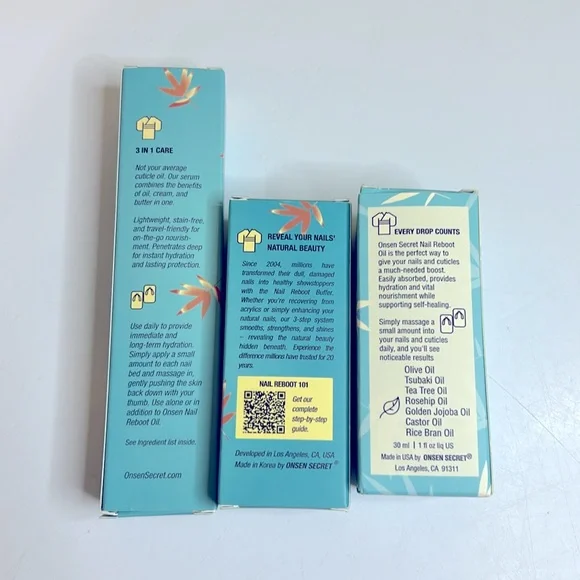 3 IN 1 CARE
Not your average
cuticle oil. Our serum
combines the benefits
of oil, cream, and
butter in one.
Lightweight, stain-free,
and travel-friendly for
on-the-go nourish-
ment. Penetrates deep
for instant hydration
and lasting protection.
Use daily to provide
immediate and
long-term hydration.
Simply apply a small
amount to each nail
bed and massage in,
gently pushing the skin
back down with your
thumb. Use alone or in
addition to Onsen Nail
Reboot Oil.
See ingredient list inside.
OnsenSecret.com
REVEAL YOUR NAILS'
NATURAL BEAUTY
Since 2004, millions have
transformed their dull, damaged
nails into healthy showstoppers
with the Nail Reboot Buffer.
Whether you're recovering from
acrylics or simply enhancing your
natural nails, our 3-step system
smooths, strengthens, and shines
– revealing the natural beauty
hidden beneath. Experience the
difference millions have trusted for 20
years.
NAIL REBOOT 101
Get our
complete
step-by-step
guide.
Developed in Los Angeles, CA, USA
Made in Korea by ONSEN SECRET®
EVERY DROP COUNTS
Onsen Secret Nail Reboot
Oil is the perfect way to
give your nails and cuticles
a much-needed boost.
Easily absorbed, provides
hydration and vital
nourishment while
supporting self-healing.
Simply massage a
small amount into
your nails and cuticles
daily, and you'll see
noticeable results
Olive Oil
Tsubaki Oil
Tea Tree Oil
Rosehip Oil
Golden Jojoba Oil
Castor Oil
Rice Bran Oil
30 ml | 1 fl oz liq US
Made in USA by ONSEN SECRET®
Los Angeles, CA 91311